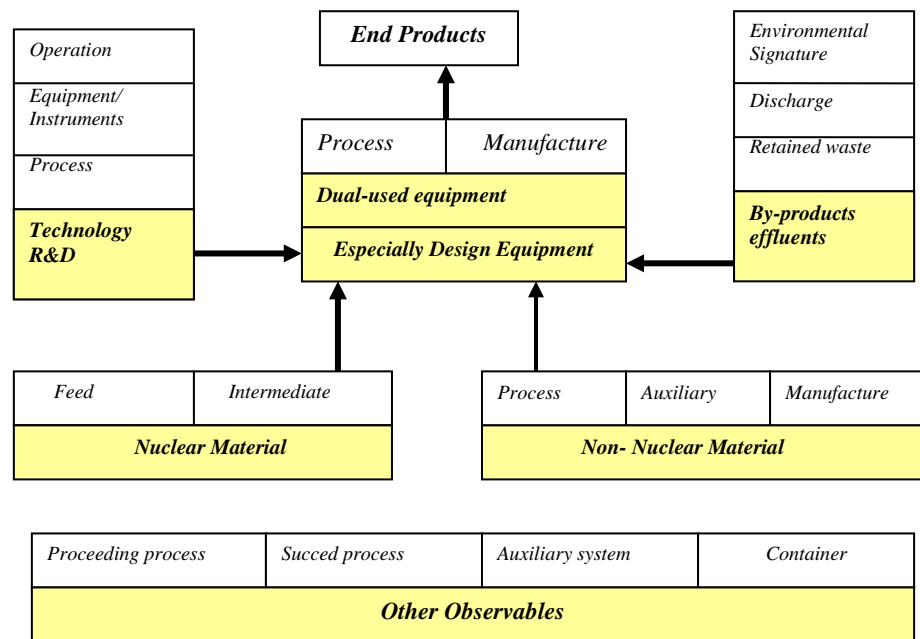 End Products
Operation
Equipment/
Instruments
Process
Technology
R&D
Process
Manufacture
Dual-used equipment
Especially Design Equipment
Environmental
Signature
Discharge
Retained waste
By-products
effluents
Feed
Intermediate
Nuclear Material
Process
Auxiliary
Manufacture
Non- Nuclear Material
Proceeding process
Succed process
Auxiliary system
Container
Other Observables